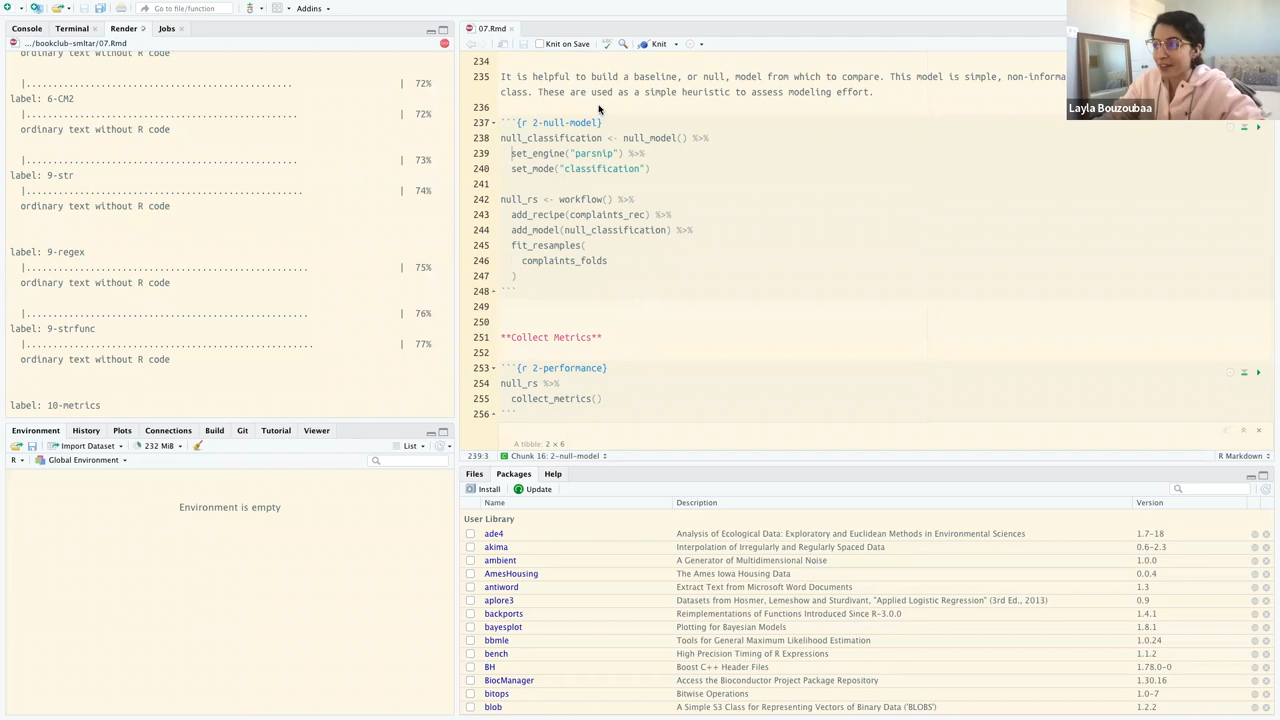 Go to file/function
Addins
Console
Terminal
Render
Jobs
.../bookclub-smltar/07.Rmd
ordinary text without R code
|............................................................... | 72%
label: 6-CM2
|............................................................... | 72%
ordinary text without R code
|................................................................ | 73%
label: 9-str
|................................................................. | 74%
ordinary text without R code
label: 9-regex
|.................................................................. | 75%
ordinary text without R code
|.................................................................. | 76%
label: 9-strfunc
|................................................................... | 77%
ordinary text without R code
label: 10-metrics
Environment
History
Plots
Connections
Build
Git
Tutorial
Viewer
Import Dataset
232 MiB
List
R
Global Environment
Environment is empty
07.Rmd
Knit on Save
Knit
234
235 It is helpful to build a baseline, or null, model from which to compare. This model is simple, non-informa
class. These are used as a simple heuristic to assess modeling effort.
236
237 ```{r 2-null-model}
238 null_classification <- null_model() %>%
239 set_engine("parsnip") %>%
240 set_mode("classification")
241
242 null_rs <- workflow() %>%
243 add_recipe(complaints_rec) %>%
244 add_model(null_classification) %>%
245 fit_resamples(
246 complaints_folds
247 )
248 ```
249
250
251 **Collect Metrics**
252
253 ```{r 2-performance}
254 null_rs %>%
255 collect_metrics()
256 ```
A tibble: 2 × 6
239:3 Chunk 16: 2-null-model R Markdown
Layla Bouzoubaa
Files
Packages
Help
Install
Update
Name Description Version
User Library
ade4 Analysis of Ecological Data: Exploratory and Euclidean Methods in Environmental Sciences 1.7-18
akima Interpolation of Irregularly and Regularly Spaced Data 0.6-2.3
ambient A Generator of Multidimensional Noise 1.0.0
AmesHousing The Ames Iowa Housing Data 0.0.4
antiword Extract Text from Microsoft Word Documents 1.3
aplore3 Datasets from Hosmer, Lemeshow and Sturdivant, "Applied Logistic Regression" (3rd Ed., 2013) 0.9
backports Reimplementations of Functions Introduced Since R-3.0.0 1.4.1
bayesplot Plotting for Bayesian Models 1.8.1
bbmle Tools for General Maximum Likelihood Estimation 1.0.24
bench High Precision Timing of R Expressions 1.1.2
BH Boost C++ Header Files 1.78.0-0
BiocManager Access the Bioconductor Project Package Repository 1.30.16
bitops Bitwise Operations 1.0-7
blob A Simple S3 Class for Representing Vectors of Binary Data ('BLOBS') 1.2.2